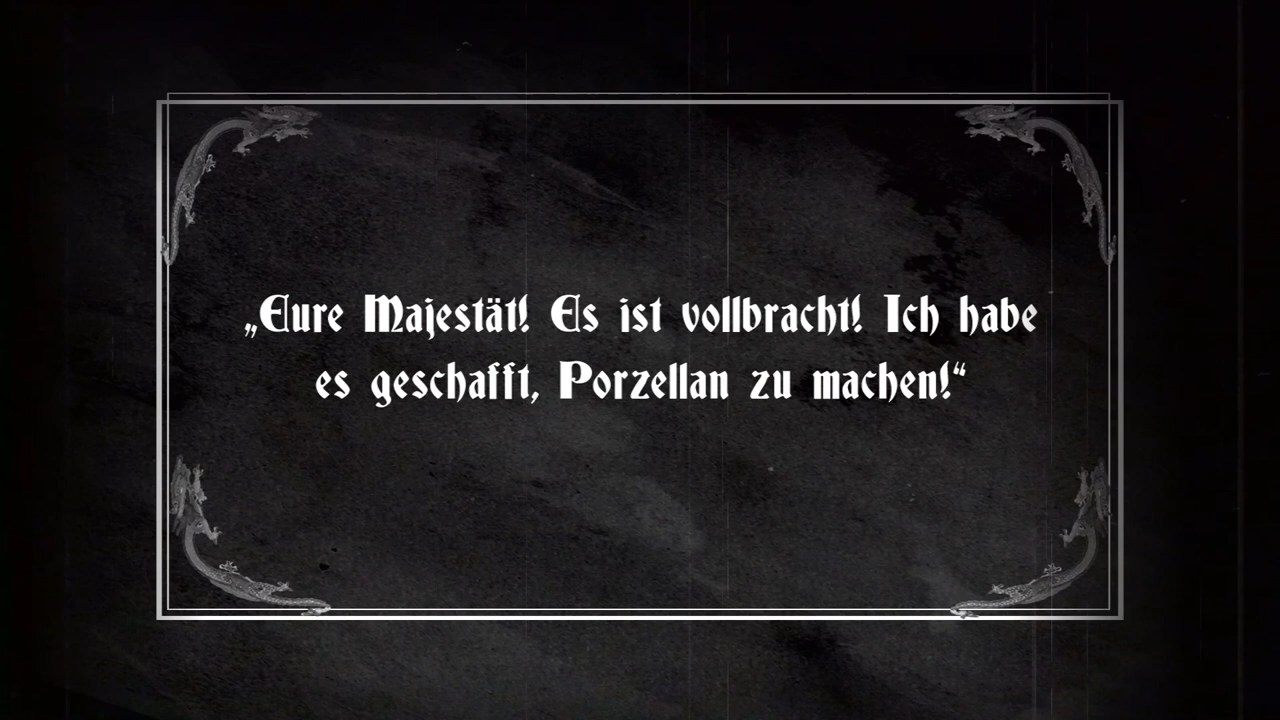 „Eure Majestät! Es ist vollbracht! Ich habe
es geschafft, Porzellan zu machen!“